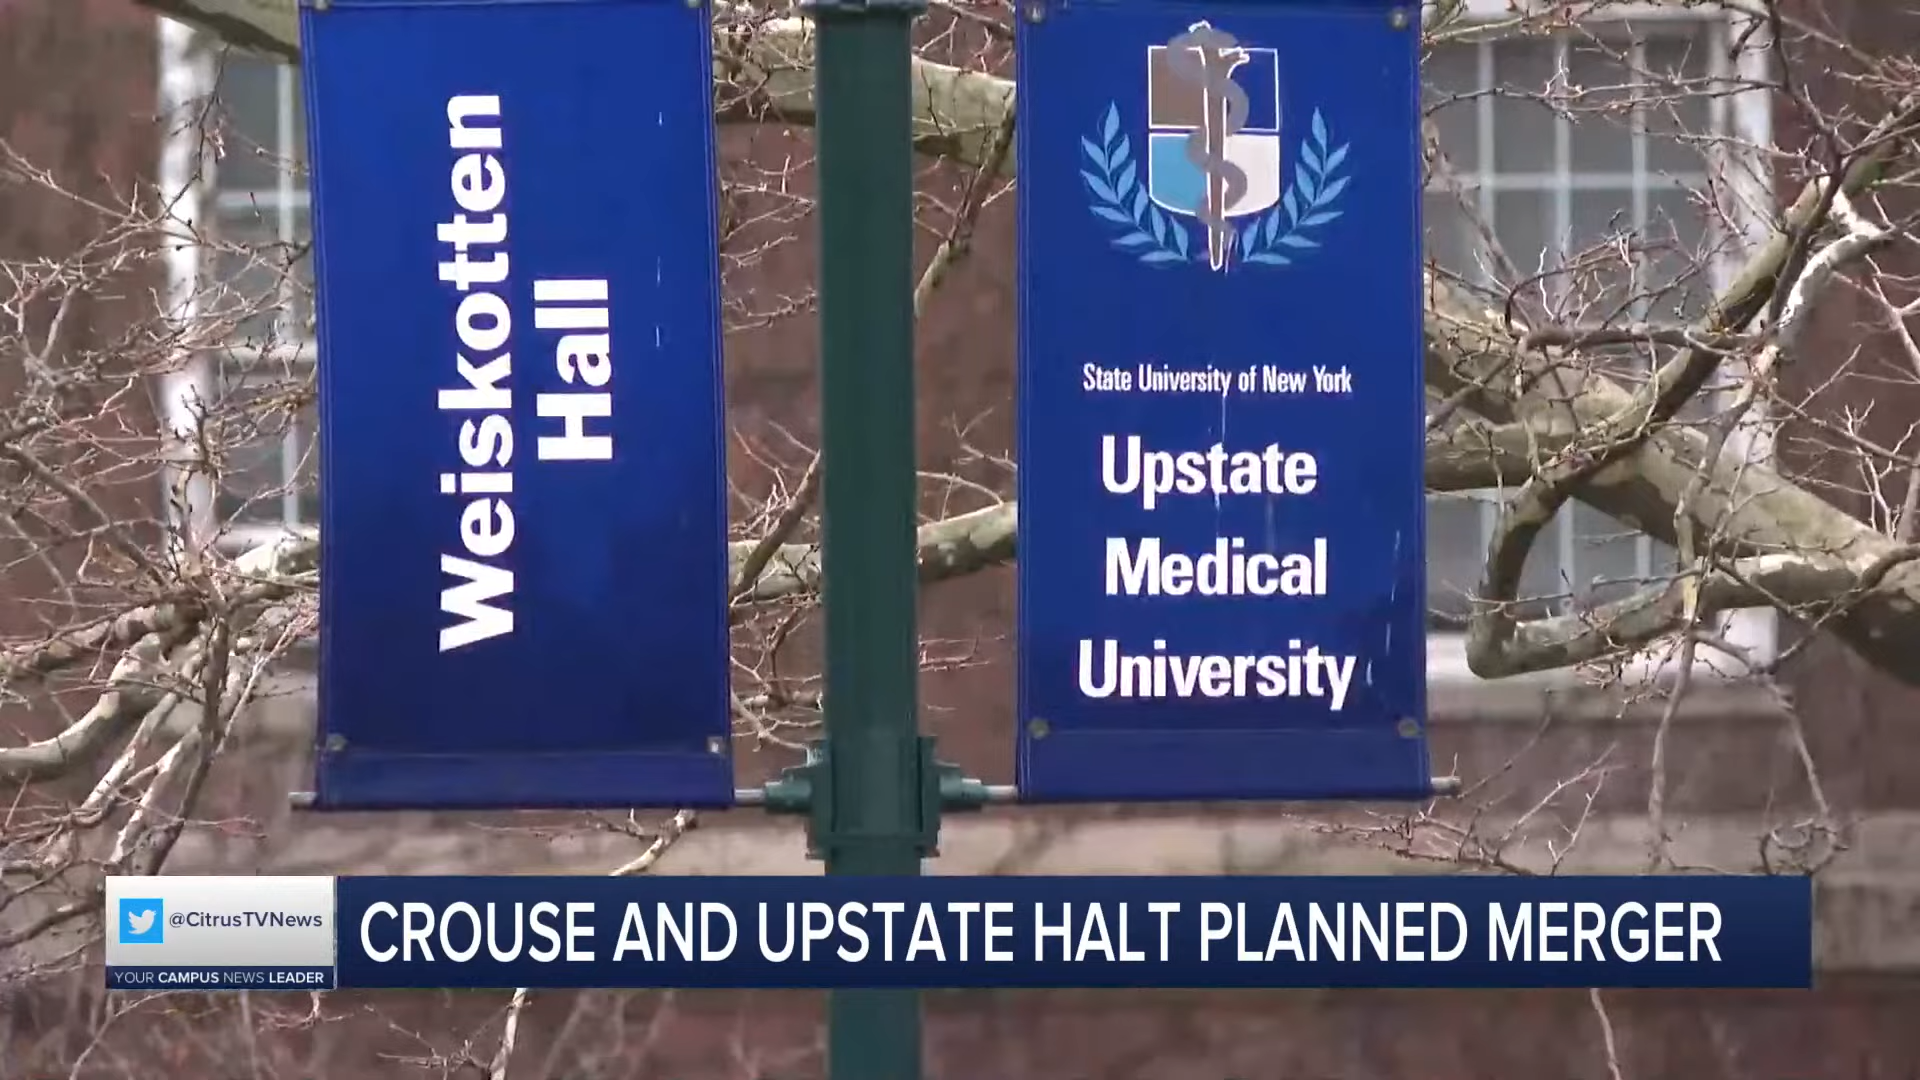 Weiskotten
Hall
State University of New York
Upstate
Medical
University
@CitrusTVNews
YOUR CAMPUS NEWS LEADER
CROUSE AND UPSTATE HALT PLANNED MERGER